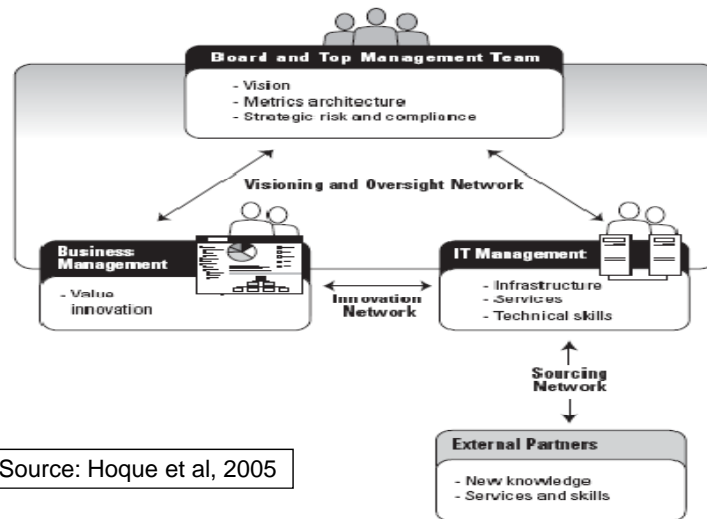 Board and Top Management Team
- Vision
- Metrics architecture
- Strategic risk and compliance
Visioning and Oversight Network
Business
Management
- Value
innovation
Innovation
Network
IT Management
- Infrastructure
- Services
- Technical skills
Sourcing
Network
External Partners
- New knowledge
- Services and skills
Source: Hoque et al, 2005